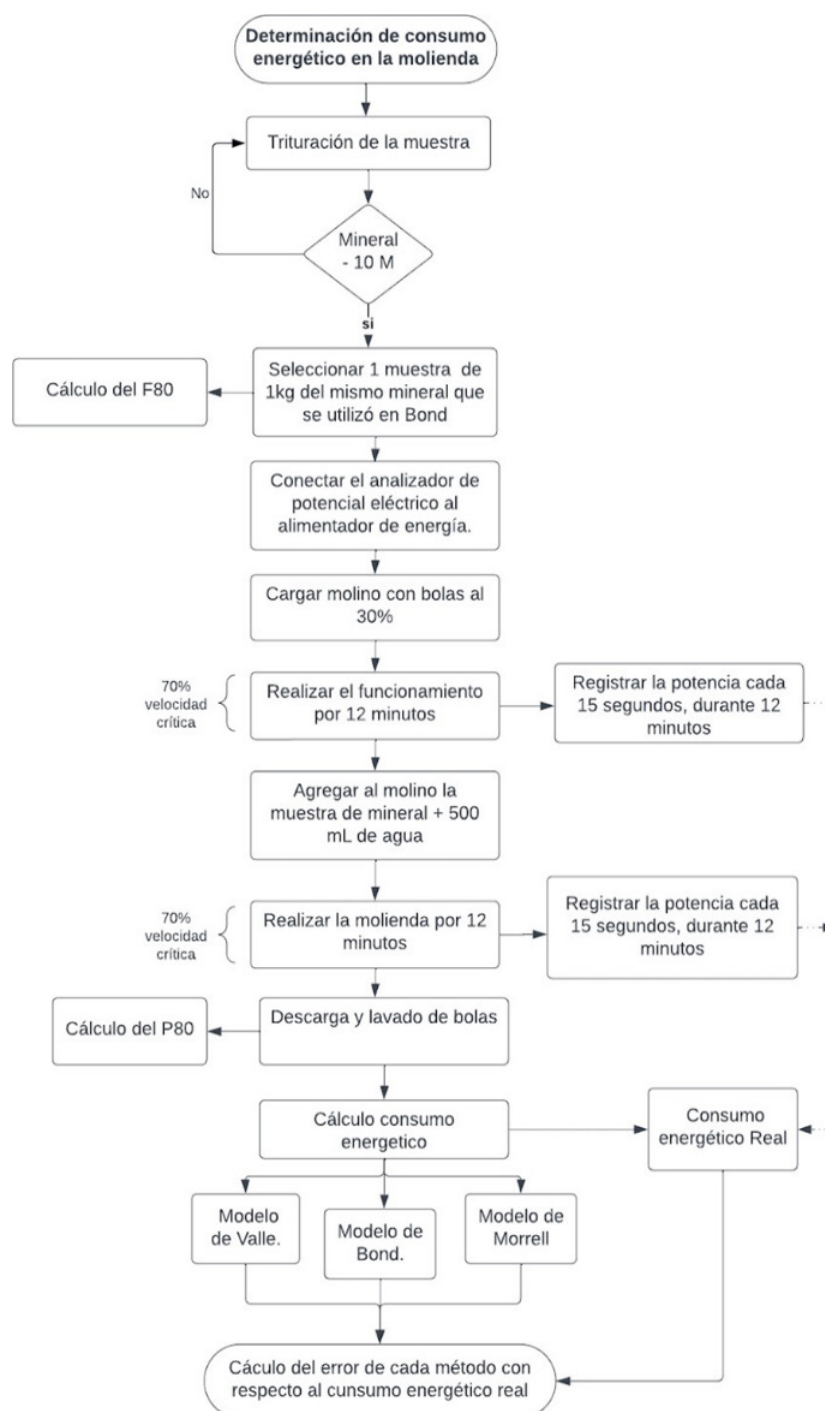 Determinación de consumo
energético en la molienda
Trituración de la muestra
No
Mineral
- 10 M
si
Seleccionar 1 muestra de
1kg del mismo mineral que
se utilizó en Bond
Cálculo del F80
Conectar el analizador de
potencial eléctrico al
alimentador de energía.
Cargar molino con bolas al
30%
70%
velocidad
crítica
Realizar el funcionamiento
por 12 minutos
Registrar la potencia cada
15 segundos, durante 12
minutos
Agregar al molino la
muestra de mineral + 500
mL de agua
70%
velocidad
crítica
Realizar la molienda por 12
minutos
Registrar la potencia cada
15 segundos, durante 12
minutos
Cálculo del P80
Descarga y lavado de bolas
Cálculo consumo
energetico
Consumo
energético Real
Modelo
de Valle.
Modelo de
Bond.
Modelo de
Morrell
Cáculo del error de cada método con
respecto al cunsumo energético real